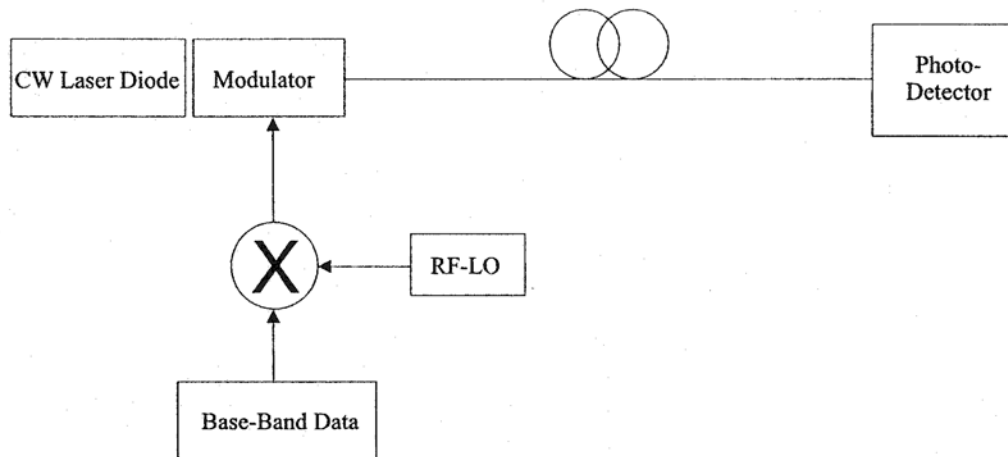 CW Laser Diode
Modulator
Photo-
Detector
X
RF-LO
Base-Band Data